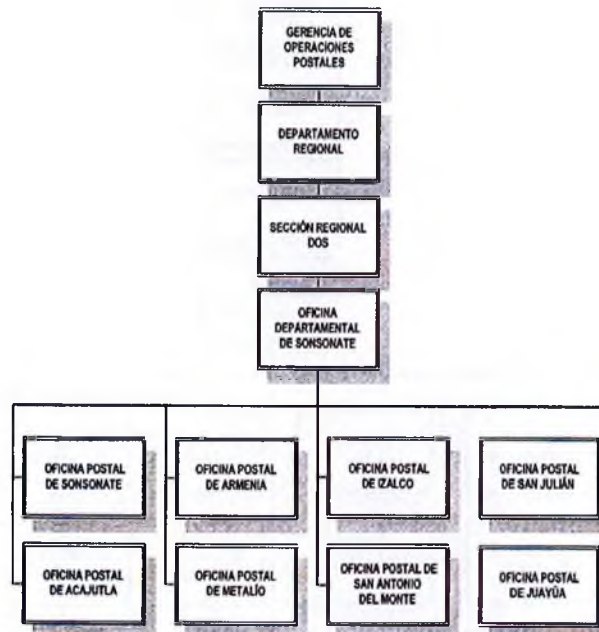 GERENCIA DE
OPERACIONES
POSTALES
DEPARTAMENTO
REGIONAL
SECCIÓN REGIONAL
DOS
OFICINA
DEPARTAMENTAL
DE SONSONATE
OFICINA POSTAL
DE SONSONATE
OFICINA POSTAL
DE ARMENIA
OFICINA POSTAL
DE IZALCO
OFICINA POSTAL
DE SAN JULIÁN
OFICINA POSTAL
DE ACAJUTLA
OFICINA POSTAL
DE METALÍO
OFICINA POSTAL DE
SAN ANTONIO
DEL MONTE
OFICINA POSTAL
DE JUAYÚA